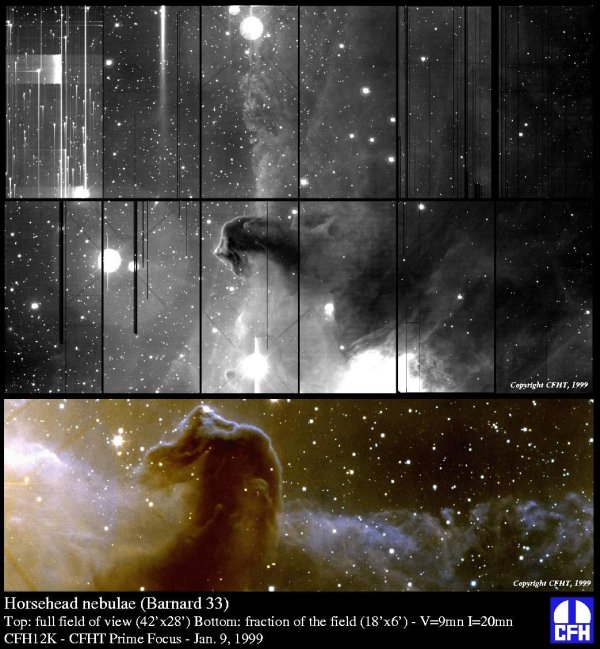 Copyright CFHT, 1999
Copyright CFHT, 1999
Horsehead nebulae (Barnard 33)
Top: full field of view (42'x28') Bottom: fraction of the field (18'x6') - V=9mn I=20mn
CFH12K - CFHT Prime Focus - Jan. 9, 1999
CFH